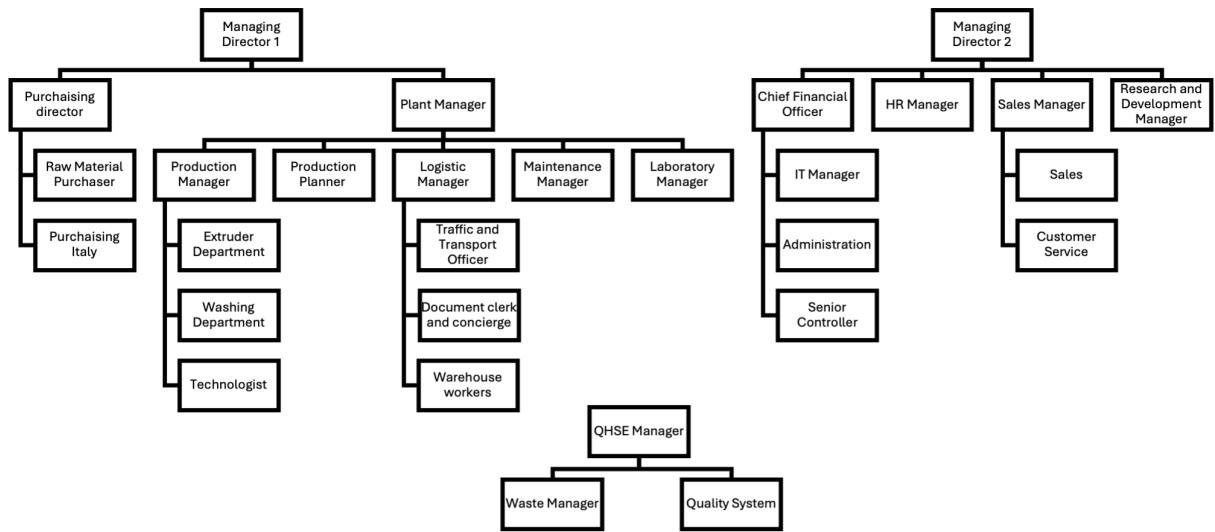 Managing
Director 1
Managing
Director 2
Purchaising
director
Plant Manager
Chief Financial
Officer
HR Manager
Sales Manager
Research and
Development
Manager
Raw Material
Purchaser
Production
Manager
Production
Planner
Logistic
Manager
Maintenance
Manager
Laboratory
Manager
IT Manager
Sales
Purchaising
Italy
Extruder
Department
Traffic and
Transport
Officer
Administration
Customer
Service
Washing
Department
Document clerk
and concierge
Senior
Controller
Technologist
Warehouse
workers
QHSE Manager
Waste Manager
Quality System